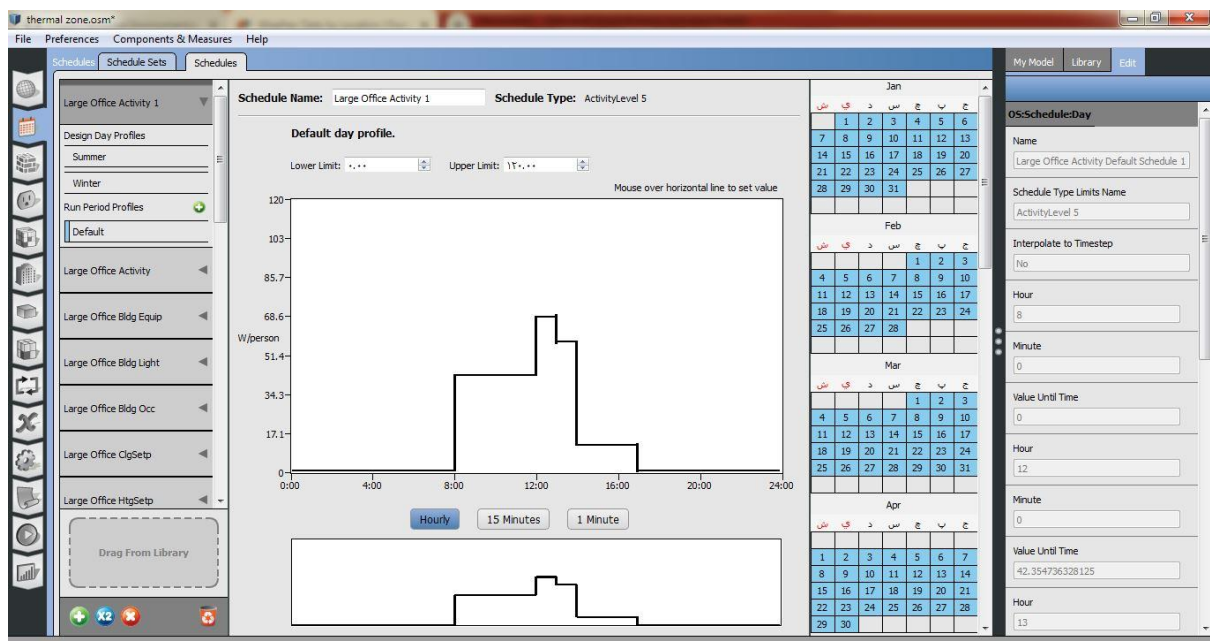 thermal zone.osm*
File Preferences Components & Measures Help
Schedules Schedule Sets Schedules
My Model Library Edit
Large Office Activity 1
Design Day Profiles
Summer
Winter
Run Period Profiles
Default
Large Office Activity
Large Office Bldg Equip
Large Office Bldg Light
Large Office Bldg Occ
Large Office ClgSetp
Large Office HtgSetp
Drag From Library
X2
Schedule Name: Large Office Activity 1 Schedule Type: ActivityLevel 5
Default day profile.
Lower Limit: ٠.٠٠ Upper Limit: ١٢٠.٠٠
Mouse over horizontal line to set value
120
103
85.7
68.6
W/person
51.4
34.3
17.1
0
0:00 4:00 8:00 12:00 16:00 20:00 24:00
Hourly 15 Minutes 1 Minute
Jan
ش ي د س چ پ ج
1 2 3 4 5 6
7 8 9 10 11 12 13
14 15 16 17 18 19 20
21 22 23 24 25 26 27
28 29 30 31
Feb
ش ي د س چ پ ج
1 2 3
4 5 6 7 8 9 10
11 12 13 14 15 16 17
18 19 20 21 22 23 24
25 26 27 28
Mar
ش ي د س چ پ ج
1 2 3
4 5 6 7 8 9 10
11 12 13 14 15 16 17
18 19 20 21 22 23 24
25 26 27 28 29 30 31
Apr
ش ي د س چ پ ج
1 2 3 4 5 6 7
8 9 10 11 12 13 14
15 16 17 18 19 20 21
22 23 24 25 26 27 28
29 30
OS:Schedule:Day
Name
Large Office Activity Default Schedule 1
Schedule Type Limits Name
ActivityLevel 5
Interpolate to Timestep
No
Hour
8
Minute
0
Value Until Time
0
Hour
12
Minute
0
Value Until Time
42.354736328125
Hour
13